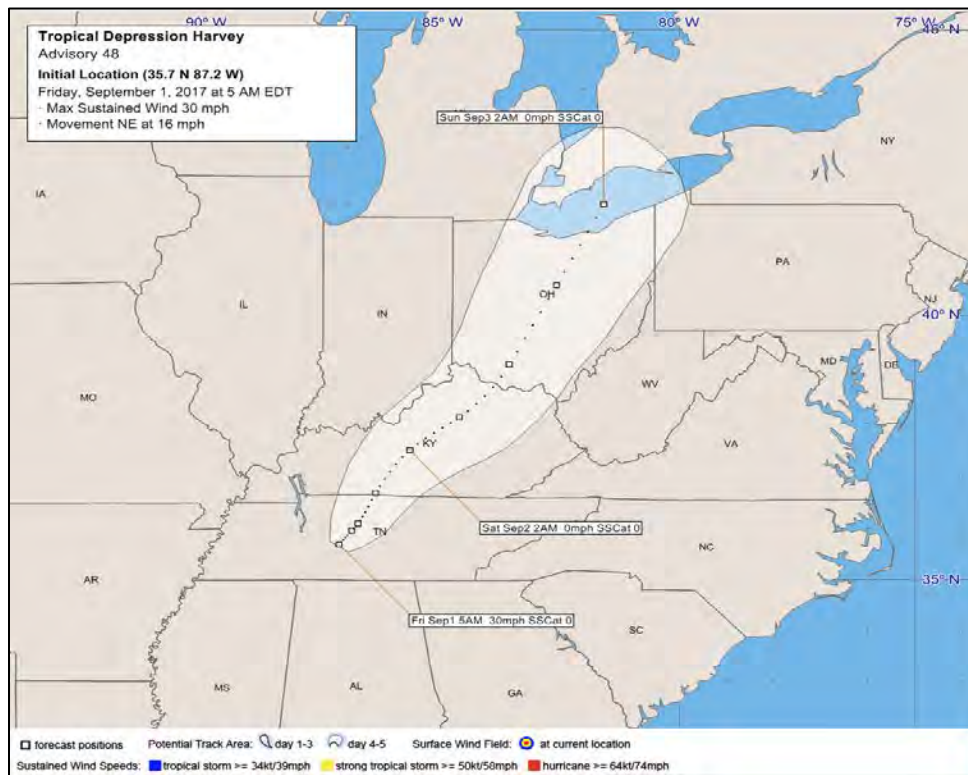 90° W 85° W 80° W 75° W
Tropical Depression Harvey
Advisory 48
Initial Location (35.7 N 87.2 W)
Friday, September 1, 2017 at 5 AM EDT
· Max Sustained Wind 30 mph
· Movement NE at 16 mph
Sun Sep3 2AM 0mph SSCat 0
NY
IA
PA
OH
NJ
IL
IN
40° N
MD
DE
WV
MO
VA
KY
Sat Sep2 2AM 0mph SSCat 0
TN
NC
AR
35° N
Fri Sep1 5AM 30mph SSCat 0
SC
MS
AL
GA
forecast positions Potential Track Area: day 1-3 day 4-5 Surface Wind Field: at current location
Sustained Wind Speeds: tropical storm >= 34kt/39mph strong tropical storm >= 50kt/58mph hurricane >= 64kt/74mph